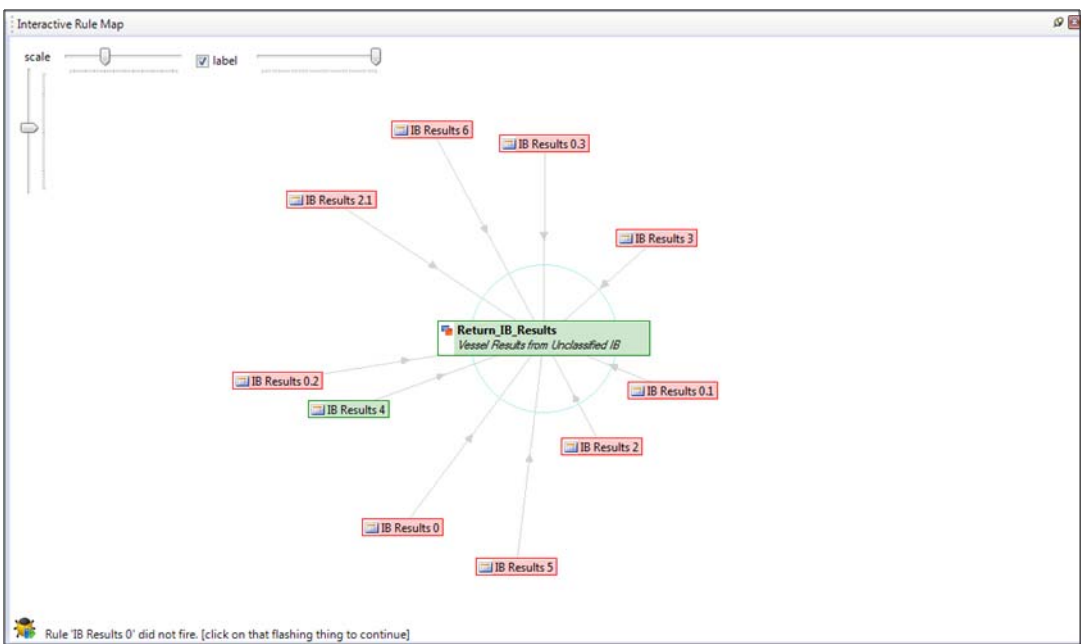 Interactive Rule Map
scale
label
IB Results 6
IB Results 0.3
IB Results 2.1
IB Results 3
Return_IB_Results
Vessel Results from Unclassified IB
IB Results 0.2
IB Results 0.1
IB Results 4
IB Results 2
IB Results 0
IB Results 5
Rule 'IB Results 0' did not fire. [click on that flashing thing to continue]